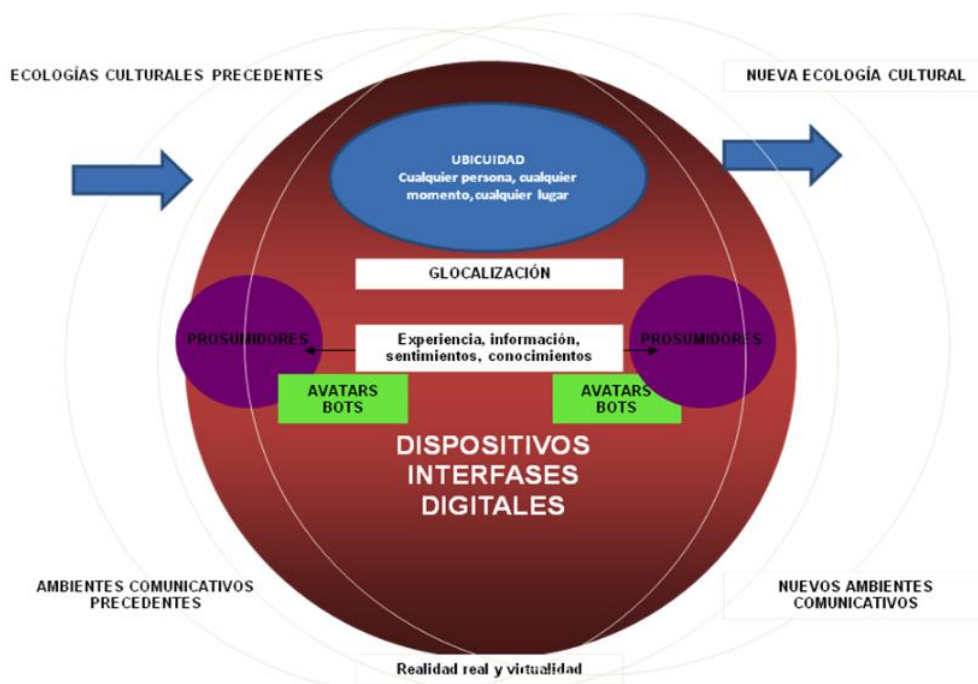 ECOLOGÍAS CULTURALES PRECEDENTES
NUEVA ECOLOGÍA CULTURAL
UBICUIDAD
Cualquier persona, cualquier
momento, cualquier lugar
GLOCALIZACIÓN
PROSUMIDORES
Experiencia, información,
sentimientos, conocimientos
PROSUMIDORES
AVATARS
BOTS
AVATARS
BOTS
DISPOSITIVOS
INTERFASES
DIGITALES
AMBIENTES COMUNICATIVOS
PRECEDENTES
NUEVOS AMBIENTES
COMUNICATIVOS
Realidad real y virtualidad